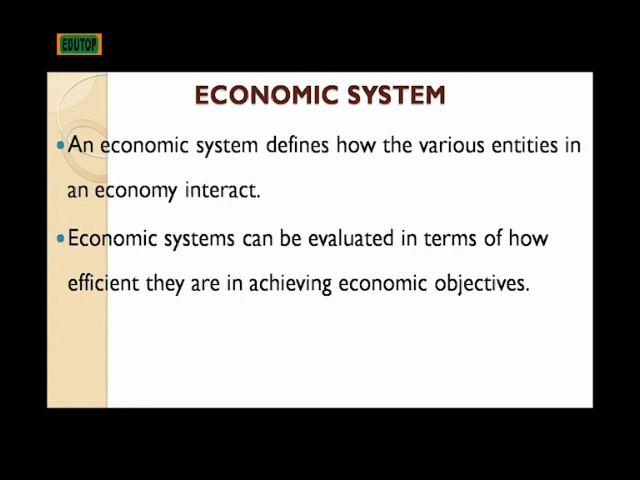 EDUTOP
ECONOMIC SYSTEM
•An economic system defines how the various entities in
an economy interact.
•Economic systems can be evaluated in terms of how
efficient they are in achieving economic objectives.